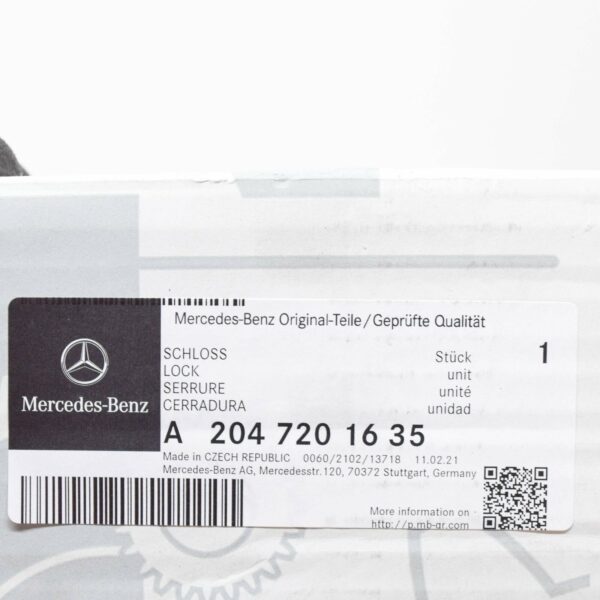 Mercedes-Benz Original-Teile/Geprüfte Qualität
SCHLOSS Stück 1
LOCK unit
SERRURE unité
CERRADURA unidad
Mercedes-Benz
A 204 720 16 35
Made in CZECH REPUBLIC 0060/2102/13718 11.02.21
Mercedes-Benz AG, Mercedesstr.120, 70372 Stuttgart, Germany
More information on ·
http://p.mb-qr.com